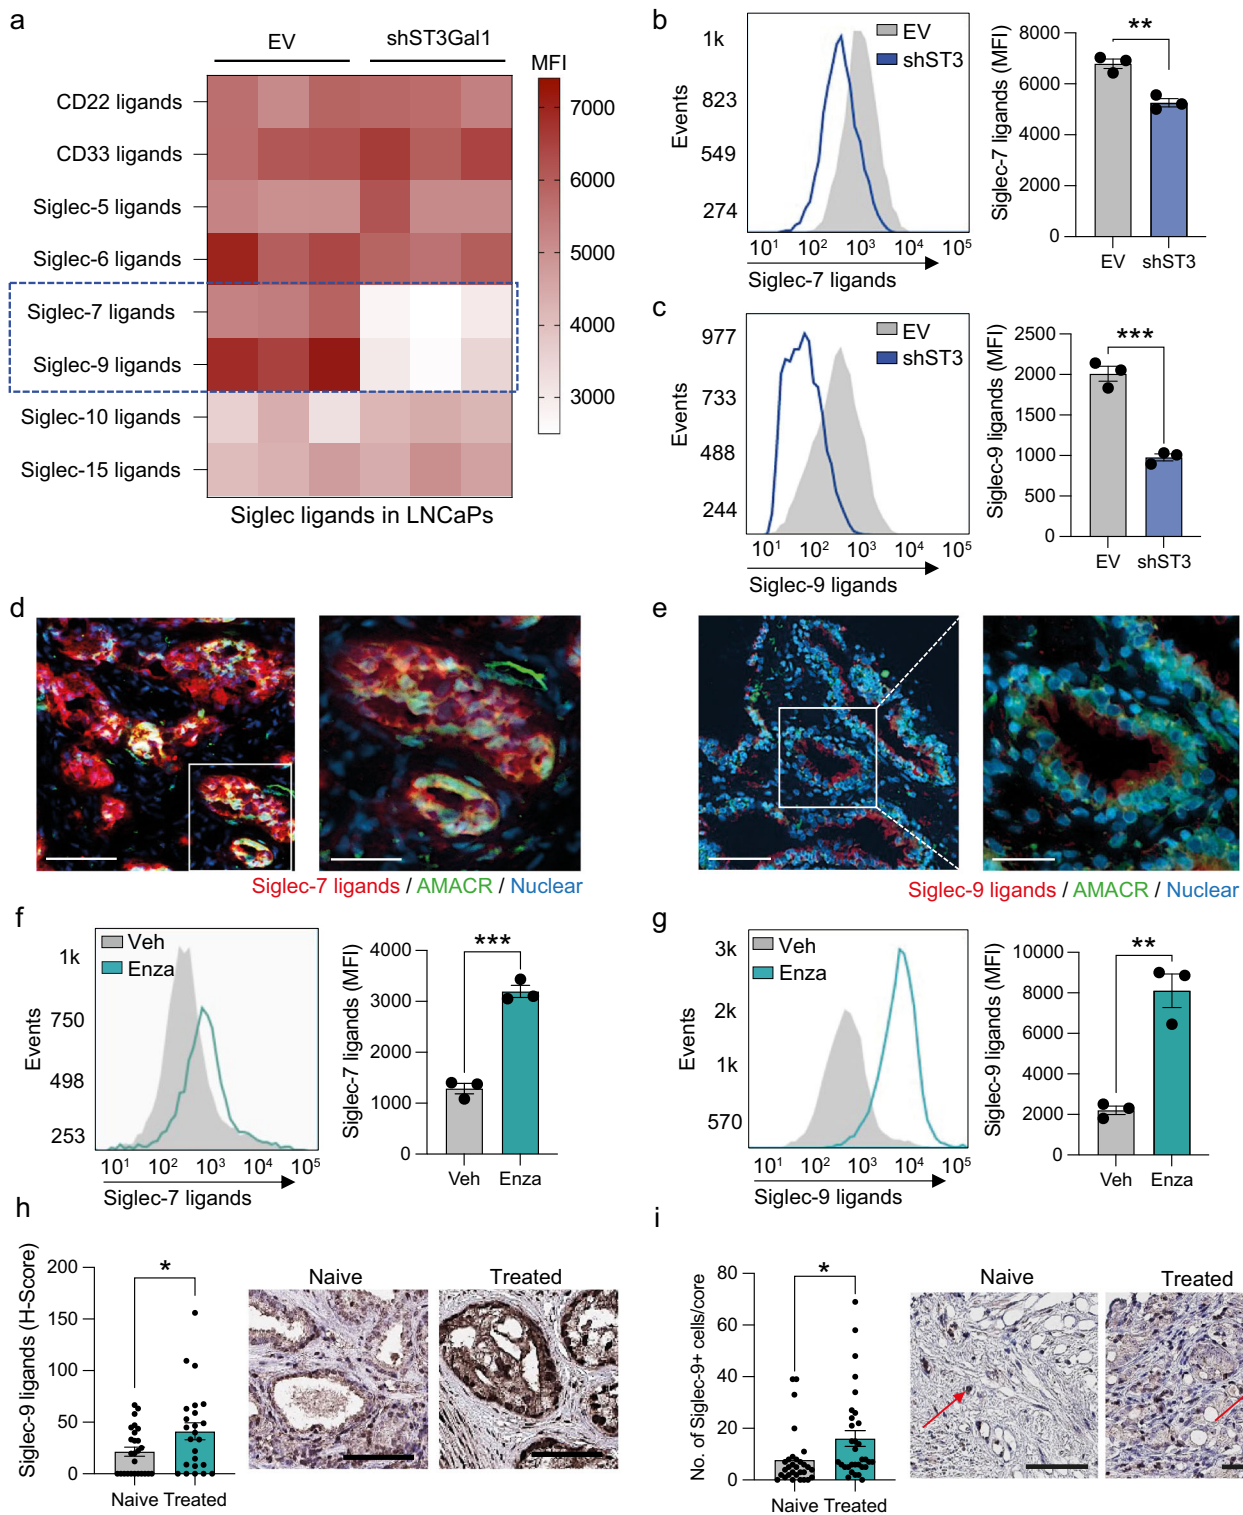 a
EV
shST3Gal1
MFI
CD22 ligands
CD33 ligands
Siglec-5 ligands
Siglec-6 ligands
Siglec-7 ligands
Siglec-9 ligands
Siglec-10 ligands
Siglec-15 ligands
7000
6000
5000
4000
3000
Siglec ligands in LNCaPs
b
Events
1k
823
549
274
EV
shST3
10¹ 10² 10³ 10⁴ 10⁵
Siglec-7 ligands
Siglec-7 ligands (MFI)
8000
6000
4000
2000
0
**
EV shST3
c
Events
977
733
488
244
EV
shST3
10¹ 10² 10³ 10⁴ 10⁵
Siglec-9 ligands
Siglec-9 ligands (MFI)
2500
2000
1500
1000
500
0
***
EV shST3
d
Siglec-7 ligands / AMACR / Nuclear
e
Siglec-9 ligands / AMACR / Nuclear
f
Events
1k
750
498
253
Veh
Enza
10¹ 10² 10³ 10⁴ 10⁵
Siglec-7 ligands
Siglec-7 ligands (MFI)
4000
3000
2000
1000
0
***
Veh Enza
g
Events
3k
2k
1k
570
Veh
Enza
10¹ 10² 10³ 10⁴ 10⁵
Siglec-9 ligands
Siglec-9 ligands (MFI)
10000
8000
6000
4000
2000
0
**
Veh Enza
h
Siglec-9 ligands (H-Score)
200
150
100
50
0
*
Naive Treated
Naive
Treated
i
No. of Siglec-9+ cells/core
80
60
40
20
0
*
Naive Treated
Naive
Treated